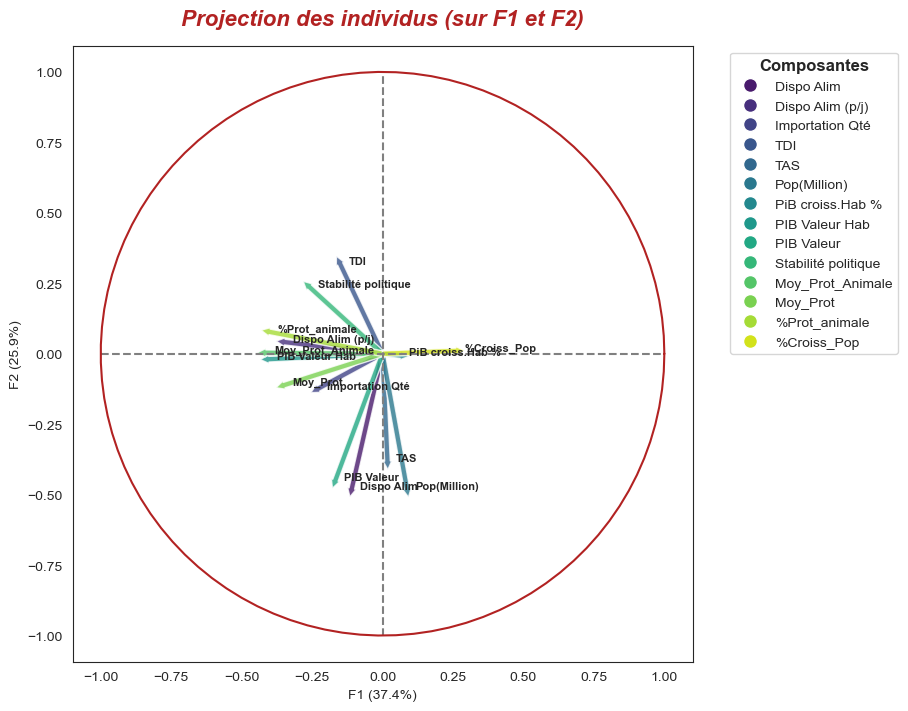 Projection des individus (sur F1 et F2)
Composantes
Dispo Alim
Dispo Alim (p/j)
Importation Qté
TDI
TAS
Pop(Million)
PiB croiss.Hab %
PIB Valeur Hab
PIB Valeur
Stabilité politique
Moy_Prot_Animale
Moy_Prot
%Prot_animale
%Croiss_Pop
1.00
0.75
0.50
0.25
0.00
−0.25
−0.50
−0.75
−1.00
F2 (25.9%)
TDI
Stabilité politique
%Prot_animale
Dispo Alim (p/j)
%Croiss_Pop
Moy_Prot_Animale
PiB croiss.Hab %
PIB Valeur Hab
Moy_Prot
Importation Qté
TAS
PIB Valeur
Dispo Alim
Pop(Million)
−1.00 −0.75 −0.50 −0.25 0.00 0.25 0.50 0.75 1.00
F1 (37.4%)